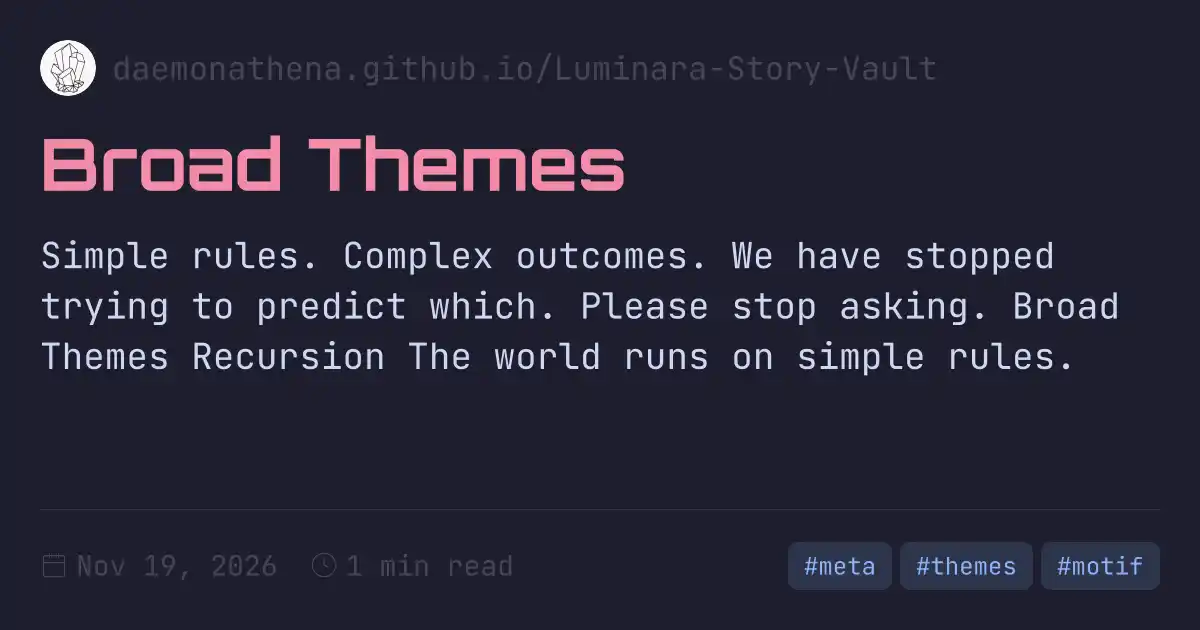 daemonathena.github.io/Luminara-Story-Vault
Broad Themes
Simple rules. Complex outcomes. We have stopped
trying to predict which. Please stop asking. Broad
Themes Recursion The world runs on simple rules.
Nov 19, 2026 1 min read #meta #themes #motif